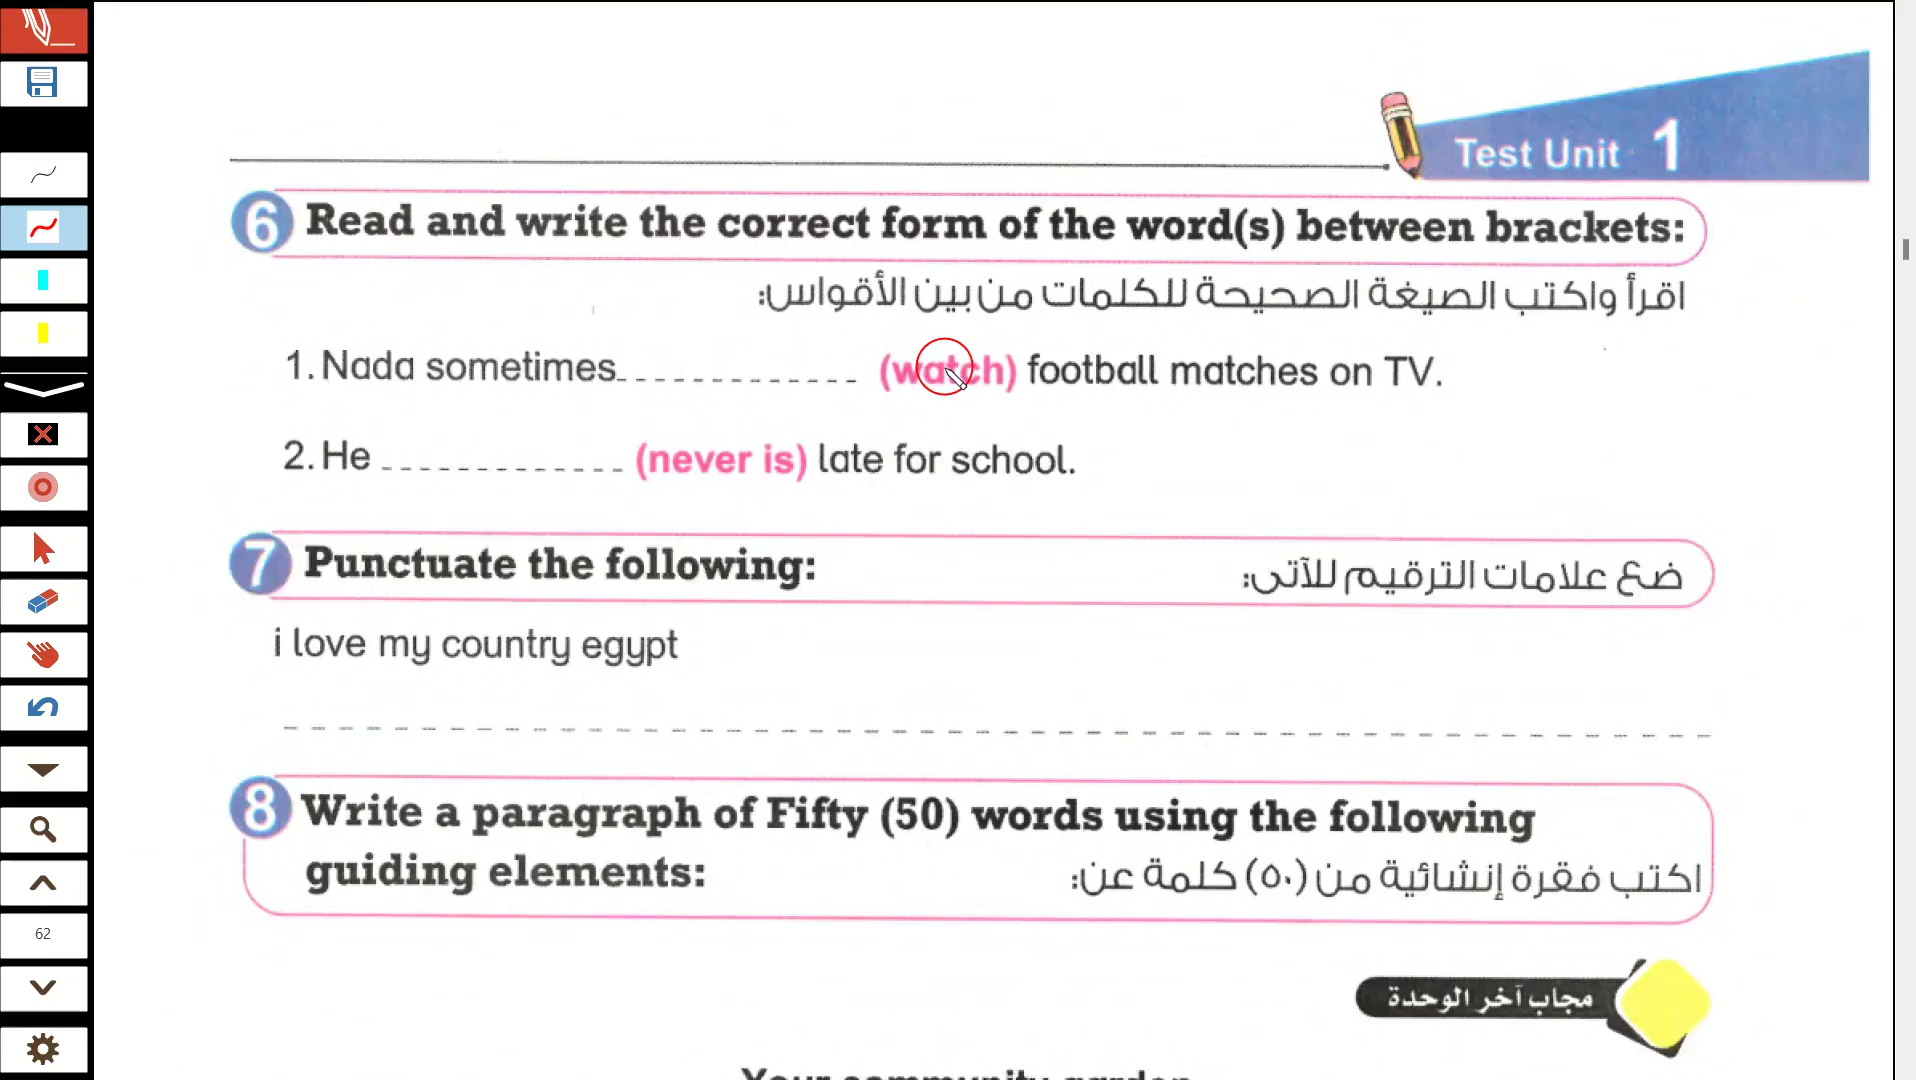 Test Unit 1
6 Read and write the correct form of the word(s) between brackets:
اقرأ واكتب الصيغة الصحيحة للكلمات من بين الأقواس:
1. Nada sometimes (watch) football matches on TV.
2. He (never is) late for school.
7 Punctuate the following: ضع علامات الترقيم للآتى:
i love my country egypt
8 Write a paragraph of Fifty (50) words using the following
guiding elements: اكتب فقرة إنشائية من (٥٠) كلمة عن:
مجاب آخر الوحدة
Your community garden
62